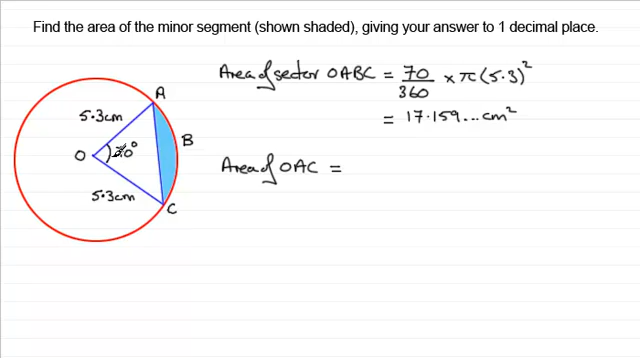 Find the area of the minor segment (shown shaded), giving your answer to 1 decimal place.
Area of sector OABC = 70/360 × π(5.3)²
= 17.159... cm²
Area of OAC =
A
5.3cm
B
O
5.3cm
C